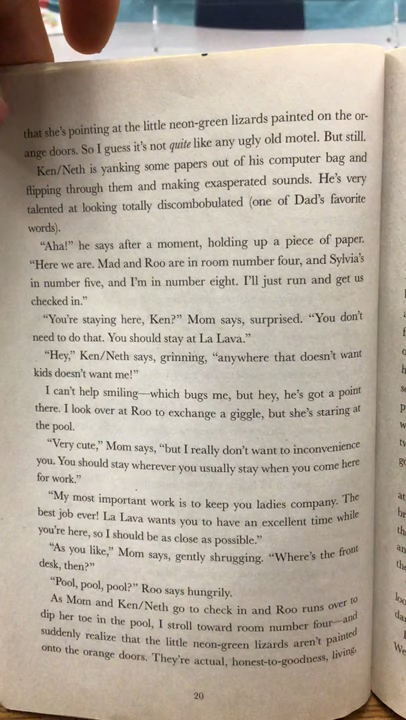 that she's pointing at the little neon-green lizards painted on the or-
ange doors. So I guess it's not quite like any ugly old motel. But still.
Ken/Neth is yanking some papers out of his computer bag and
flipping through them and making exasperated sounds. He's very
talented at looking totally discombobulated (one of Dad's favorite
words).
"Aha!" he says after a moment, holding up a piece of paper.
"Here we are. Mad and Roo are in room number four, and Sylvia's
in number five, and I'm in number eight. I'll just run and get us
checked in."
"You're staying here, Ken?" Mom says, surprised. "You don't
need to do that. You should stay at La Lava."
"Hey," Ken/Neth says, grinning, "anywhere that doesn't want
kids doesn't want me!"
I can't help smiling—which bugs me, but hey, he's got a point
there. I look over at Roo to exchange a giggle, but she's staring at
the pool.
"Very cute," Mom says, "but I really don't want to inconvenience
you. You should stay wherever you usually stay when you come here
for work."
"My most important work is to keep you ladies company. The
best job ever! La Lava wants you to have an excellent time while
you're here, so I should be as close as possible."
"As you like," Mom says, gently shrugging. "Where's the front
desk, then?"
"Pool, pool, pool?" Roo says hungrily.
As Mom and Ken/Neth go to check in and Roo runs over to
dip her toe in the pool, I stroll toward room number four—and
suddenly realize that the little neon-green lizards aren't painted
onto the orange doors. They're actual, honest-to-goodness, living,
20